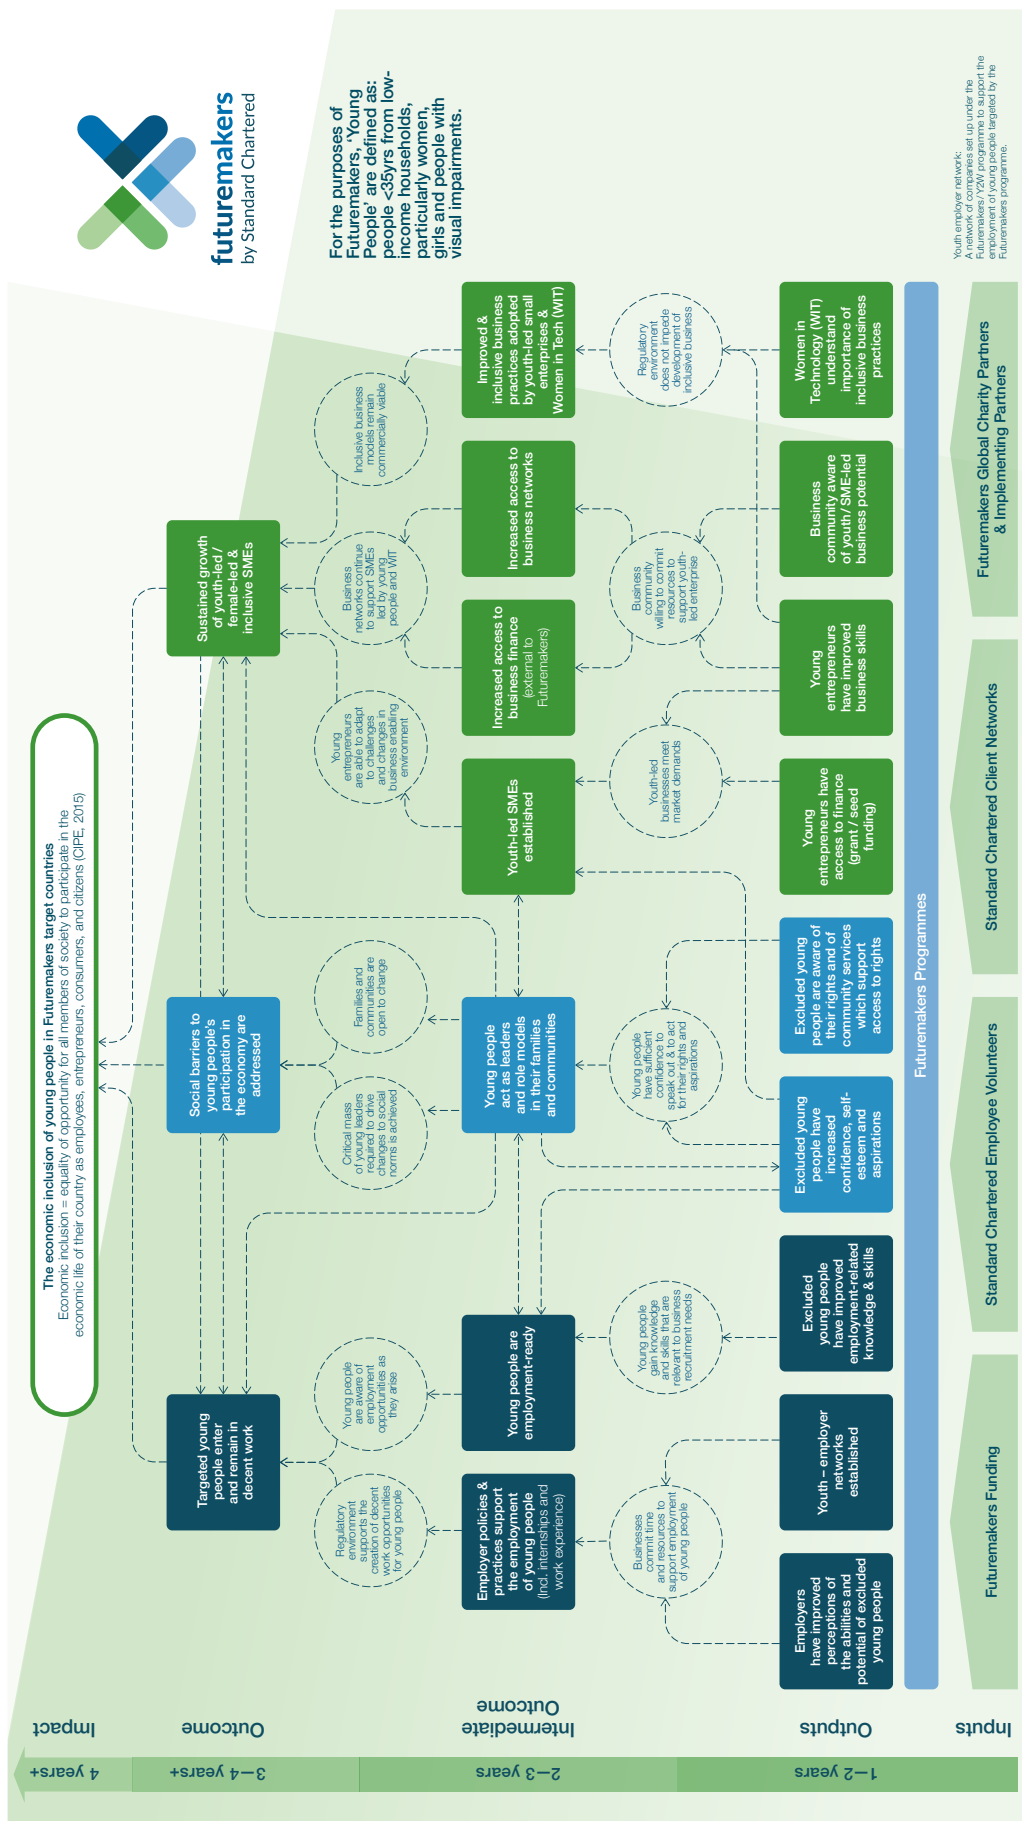 futuremakers
by Standard Chartered
For the purposes of
Futuremakers, ‘Young
People’ are defined as:
people <35yrs from low-
income households,
particularly women,
girls and people with
visual impairments.
Impact
4 years+
The economic inclusion of young people in Futuremakers target countries
Economic inclusion = equality of opportunity for all members of society to participate in the
economic life of their country as employees, entrepreneurs, consumers, and citizens (CIPE, 2015)
Outcome
3–4 years+
Targeted young
people enter
and remain in
decent work
Social barriers to
young people’s
participation in
the economy are
addressed
Sustained growth
of youth-led /
female-led &
inclusive SMEs
Regulatory
environment
supports the
creation of decent
work opportunities
for young people
Young people
are aware of
employment
opportunities as
they arise
Critical mass
of young leaders
required to drive
changes to social
norms is achieved
Families and
communities are
open to change
Young
entrepreneurs
are able to adapt
to challenges
and changes in
business enabling
environment
Business
networks continue
to support SMEs
led by young
people and WIT
Inclusive business
models remain
commercially viable
Intermediate
Outcome
2–3 years
Employer policies &
practices support
the employment
of young people
(Incl. internships and
work experience)
Young people are
employment-ready
Young people
act as leaders
and role models
in their families
and communities
Youth-led SMEs
established
Increased access to
business finance
(external to
Futuremakers)
Increased access to
business networks
Improved &
inclusive business
practices adopted
by youth-led small
enterprises &
Women in Tech (WIT)
Businesses
commit time
and resources to
support employment
of young people
Young people
gain knowledge
and skills that are
relevant to business
recruitment needs
Young people
have sufficient
confidence to
speak out & to act
for their rights and
aspirations
Youth-led
businesses meet
market demands
Business
community
willing to commit
resources to
support youth-
led enterprise
Regulatory
environment
does not impede
development of
inclusive business
Outputs
1–2 years
Employers
have improved
perceptions of
the abilities and
potential of excluded
young people
Youth – employer
networks
established
Excluded
young people
have improved
employment-related
knowledge & skills
Excluded young
people have
increased
confidence, self-
esteem and
aspirations
Excluded young
people are aware of
their rights and of
community services
which support
access to rights
Young
entrepreneurs have
access to finance
(grant / seed
funding)
Young
entrepreneurs
have improved
business skills
Business
community aware
of youth / SME-led
business potential
Women in
Technology (WIT)
understand
importance of
inclusive business
practices
Futuremakers Programmes
Inputs
Futuremakers Funding
Standard Chartered Employee Volunteers
Standard Chartered Client Networks
Futuremakers Global Charity Partners
& Implementing Partners
Youth employer network:
A network of companies set up under the
Futuremakers/ Y2W programme to support the
employment of young people targeted by the
Futuremakers programme.